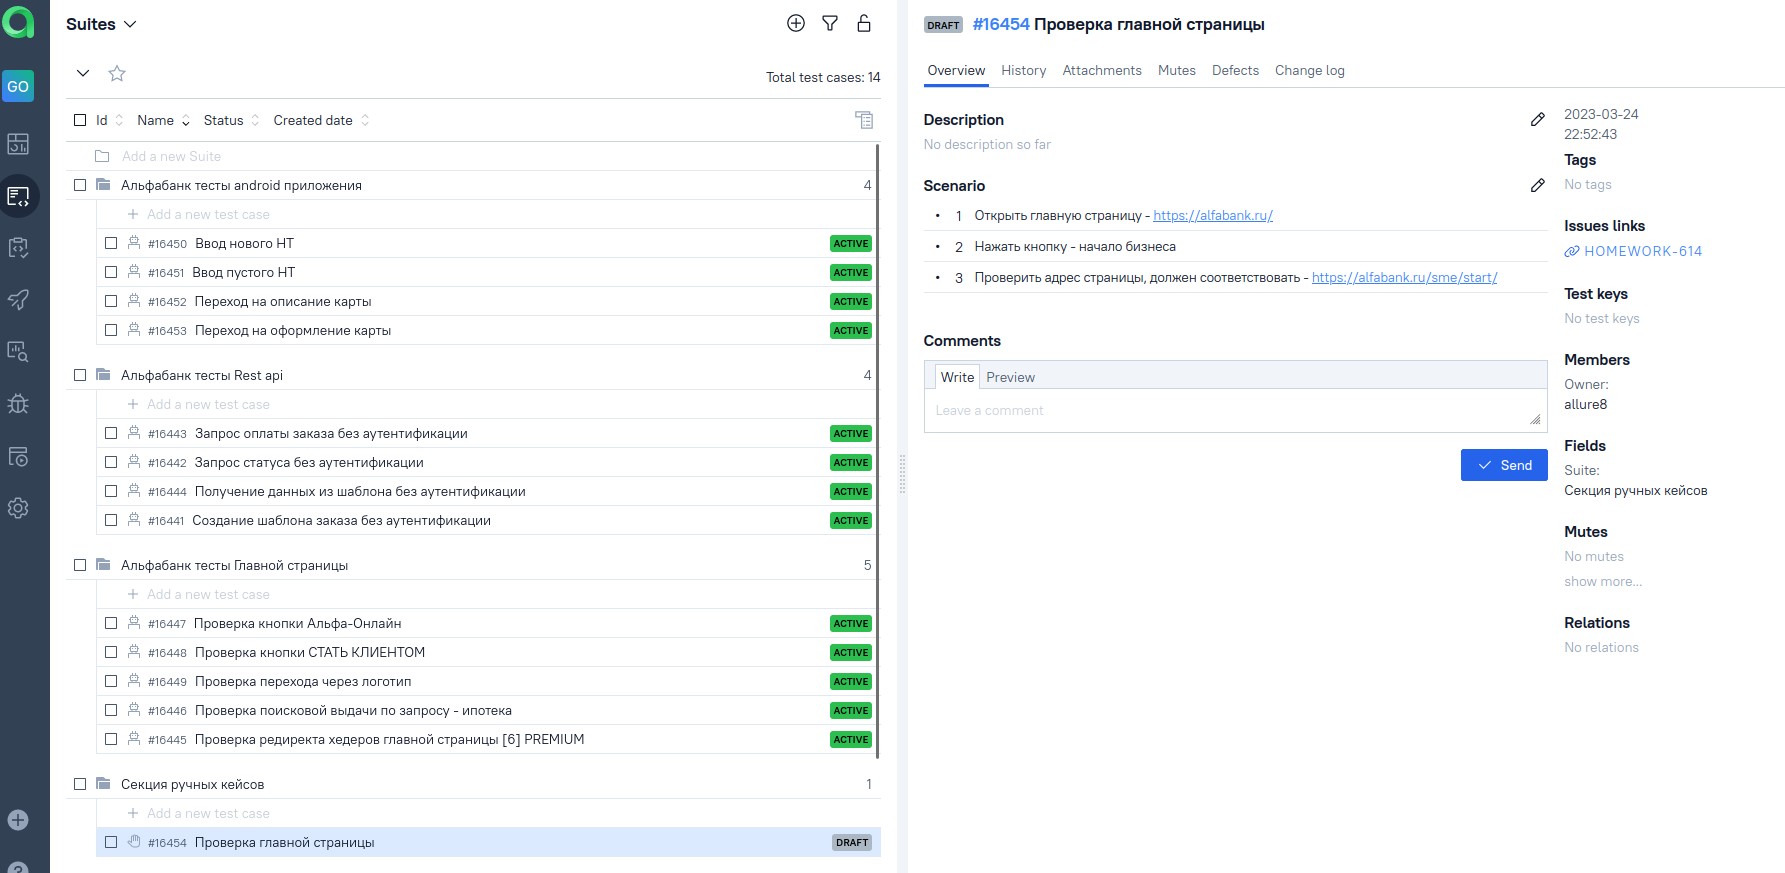 Suites
Total test cases: 14
GO
Id Name Status Created date
Add a new Suite
Альфабанк тесты android приложения 4
Add a new test case
#16450 Ввод нового НТ ACTIVE
#16451 Ввод пустого НТ ACTIVE
#16452 Переход на описание карты ACTIVE
#16453 Переход на оформление карты ACTIVE
Альфабанк тесты Rest api 4
Add a new test case
#16443 Запрос оплаты заказа без аутентификации ACTIVE
#16442 Запрос статуса без аутентификации ACTIVE
#16444 Получение данных из шаблона без аутентификации ACTIVE
#16441 Создание шаблона заказа без аутентификации ACTIVE
Альфабанк тесты Главной страницы 5
Add a new test case
#16447 Проверка кнопки Альфа-Онлайн ACTIVE
#16448 Проверка кнопки СТАТЬ КЛИЕНТОМ ACTIVE
#16449 Проверка перехода через логотип ACTIVE
#16446 Проверка поисковой выдачи по запросу - ипотека ACTIVE
#16445 Проверка редиректа хедеров главной страницы [6] PREMIUM ACTIVE
Секция ручных кейсов 1
Add a new test case
#16454 Проверка главной страницы DRAFT
DRAFT #16454 Проверка главной страницы
Overview History Attachments Mutes Defects Change log
Description
No description so far
Scenario
• 1 Открыть главную страницу - https://alfabank.ru/
• 2 Нажать кнопку - начало бизнеса
• 3 Проверить адрес страницы, должен соответствовать - https://alfabank.ru/sme/start/
Comments
Write Preview
Leave a comment
Send
2023-03-24
22:52:43
Tags
No tags
Issues links
HOMEWORK-614
Test keys
No test keys
Members
Owner:
allure8
Fields
Suite:
Секция ручных кейсов
Mutes
No mutes
show more...
Relations
No relations